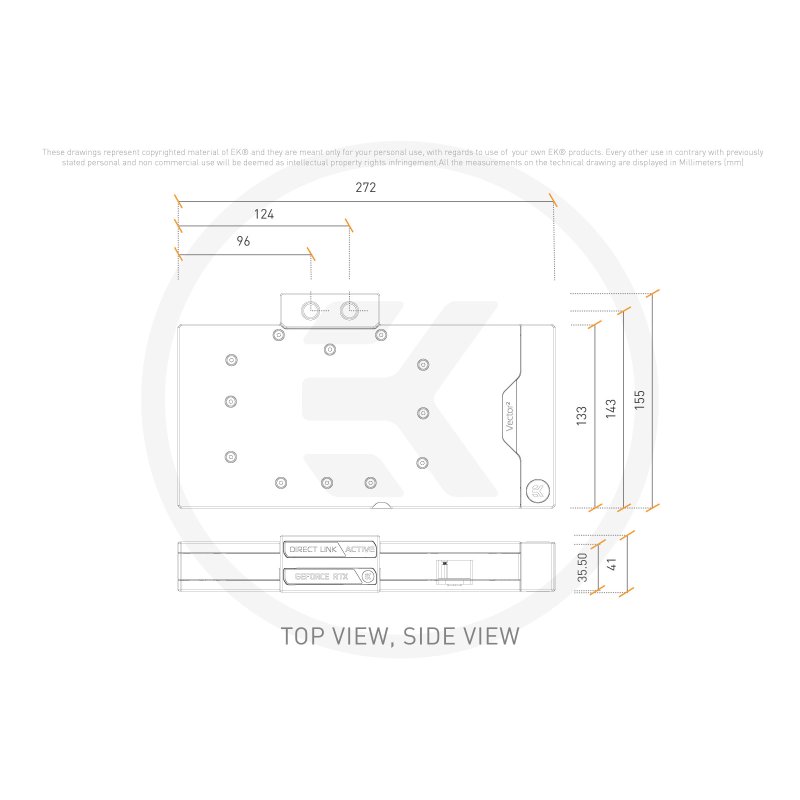 These drawings represent copyrighted material of EK® and they are meant only for your personal use, with regards to use of your own EK® products. Every other use in contrary with previously
stated personal and non commercial use will be deemed as intellectual property rights infringement.All the measurements on the technical drawing are displayed in Millimeters (mm)
272
124
96
133
143
155
Vector²
EK
DIRECT LINK ACTIVE
GEFORCE RTX
35.50
41
TOP VIEW, SIDE VIEW